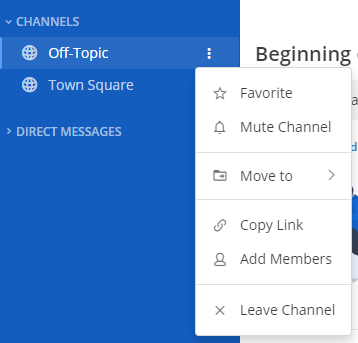 CHANNELS
Off-Topic
Town Square
DIRECT MESSAGES
Beginning
Favorite
Mute Channel
Move to
Copy Link
Add Members
Leave Channel